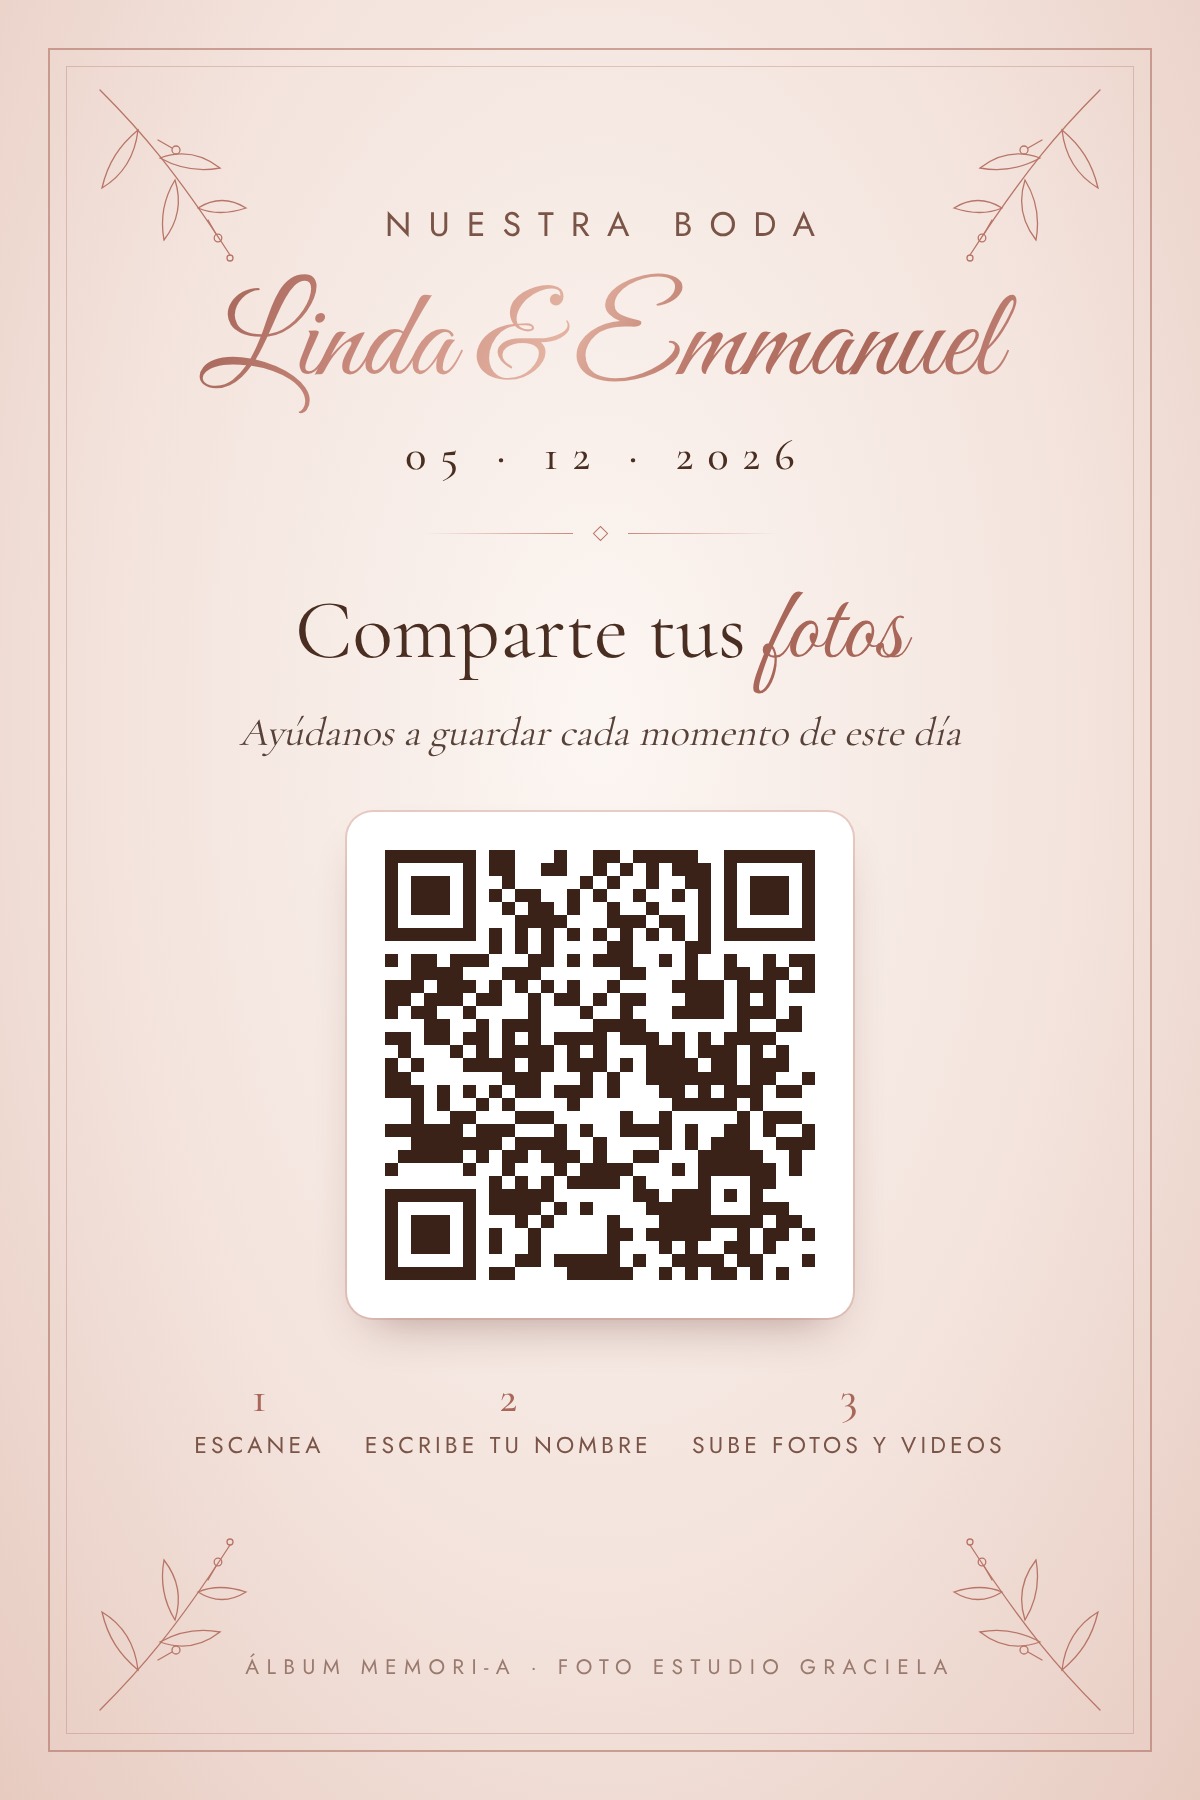 NUESTRA BODA
Linda & Emmanuel
05 · 12 · 2026
Comparte tus fotos
Ayúdanos a guardar cada momento de este día
1 2 3
ESCANEA ESCRIBE TU NOMBRE SUBE FOTOS Y VIDEOS
ÁLBUM MEMORI-A · FOTO ESTUDIO GRACIELA